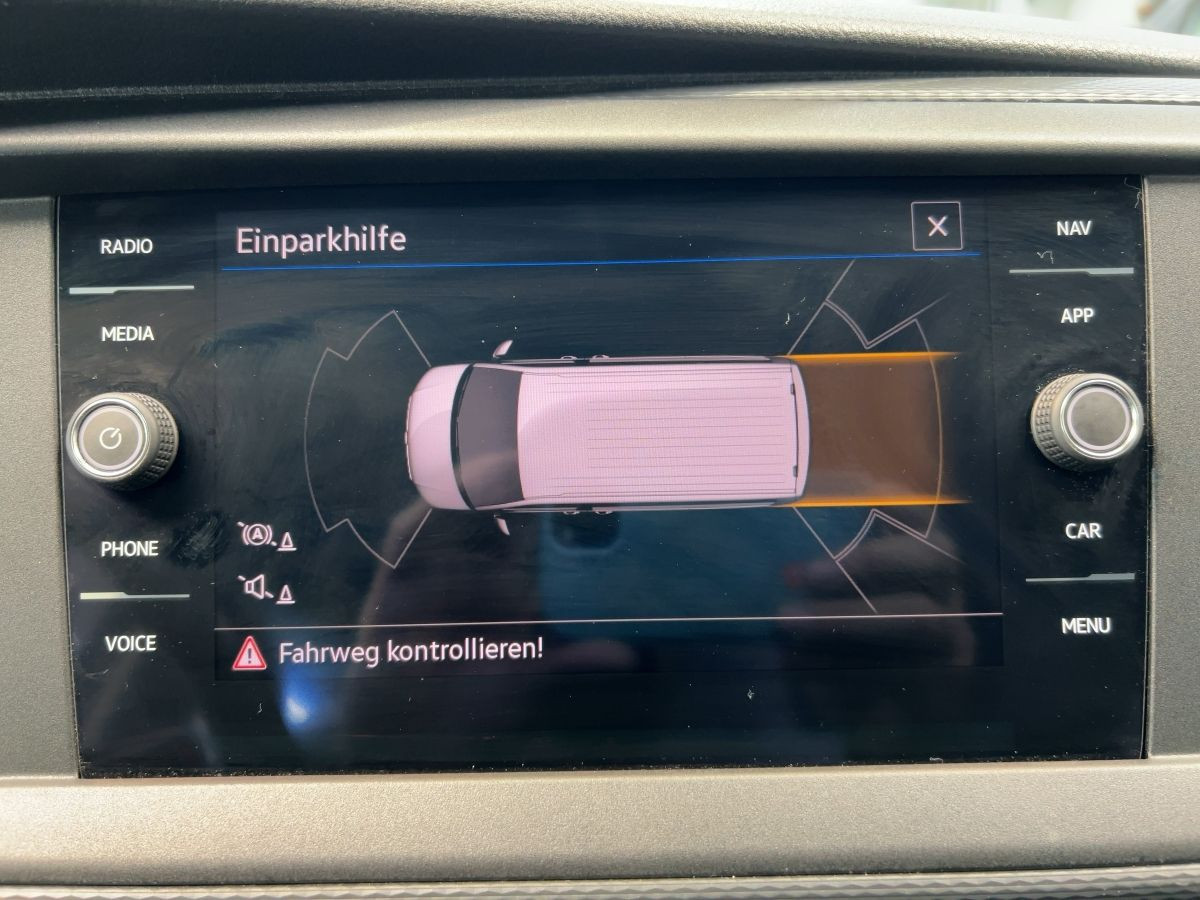 RADIO
MEDIA
PHONE
VOICE
Einparkhilfe
X
A
Fahrweg kontrollieren!
NAV
APP
CAR
MENU